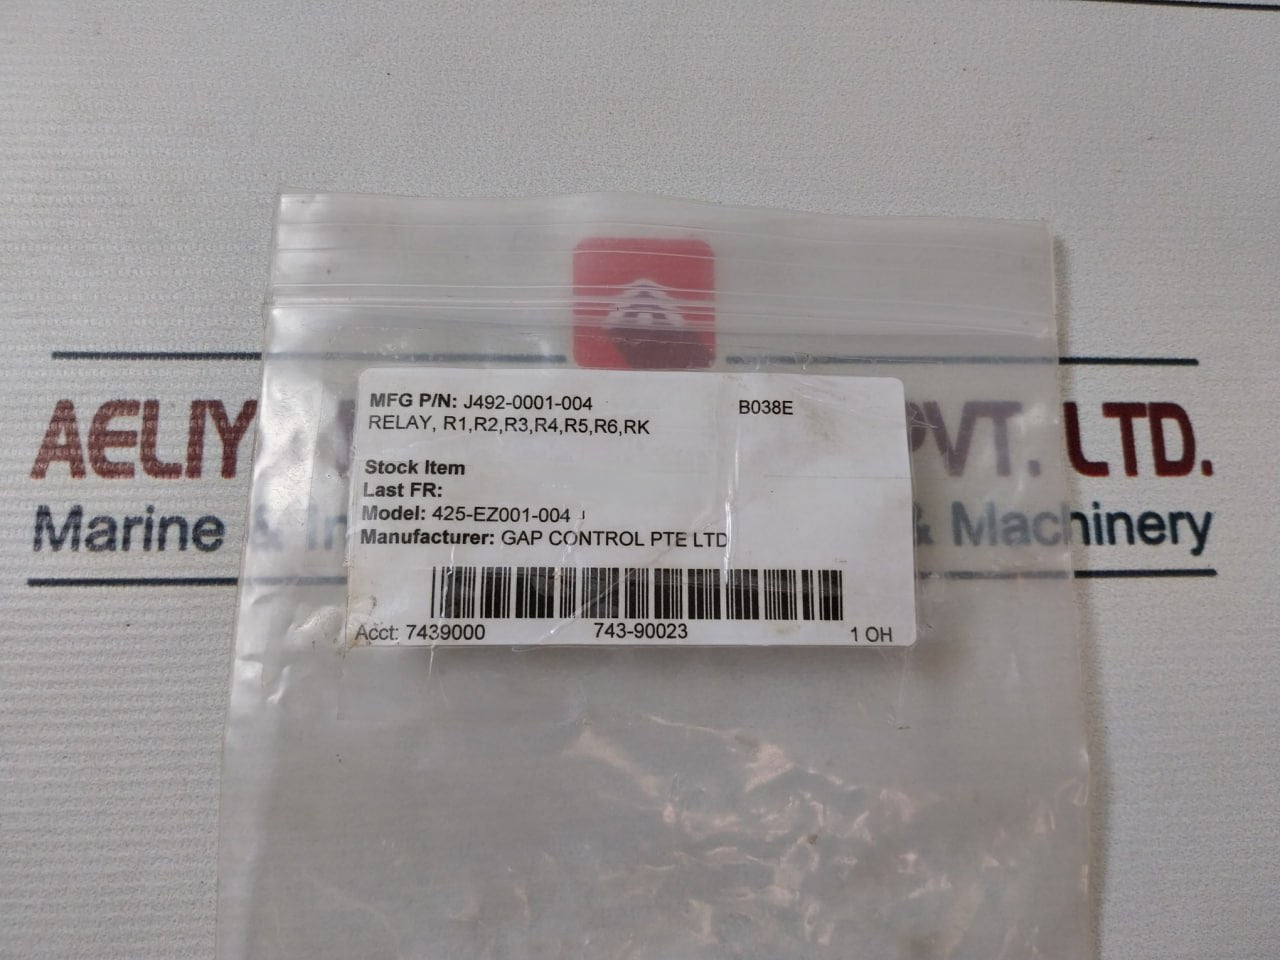 MFG P/N: J492-0001-004 B038E
RELAY, R1,R2,R3,R4,R5,R6,RK
Stock Item
Last FR:
Model: 425-EZ001-004
Manufacturer: GAP CONTROL PTE LTD
Acct: 7439000 743-90023 1 OH
AELIY PVT. LTD.
Marine & & Machinery